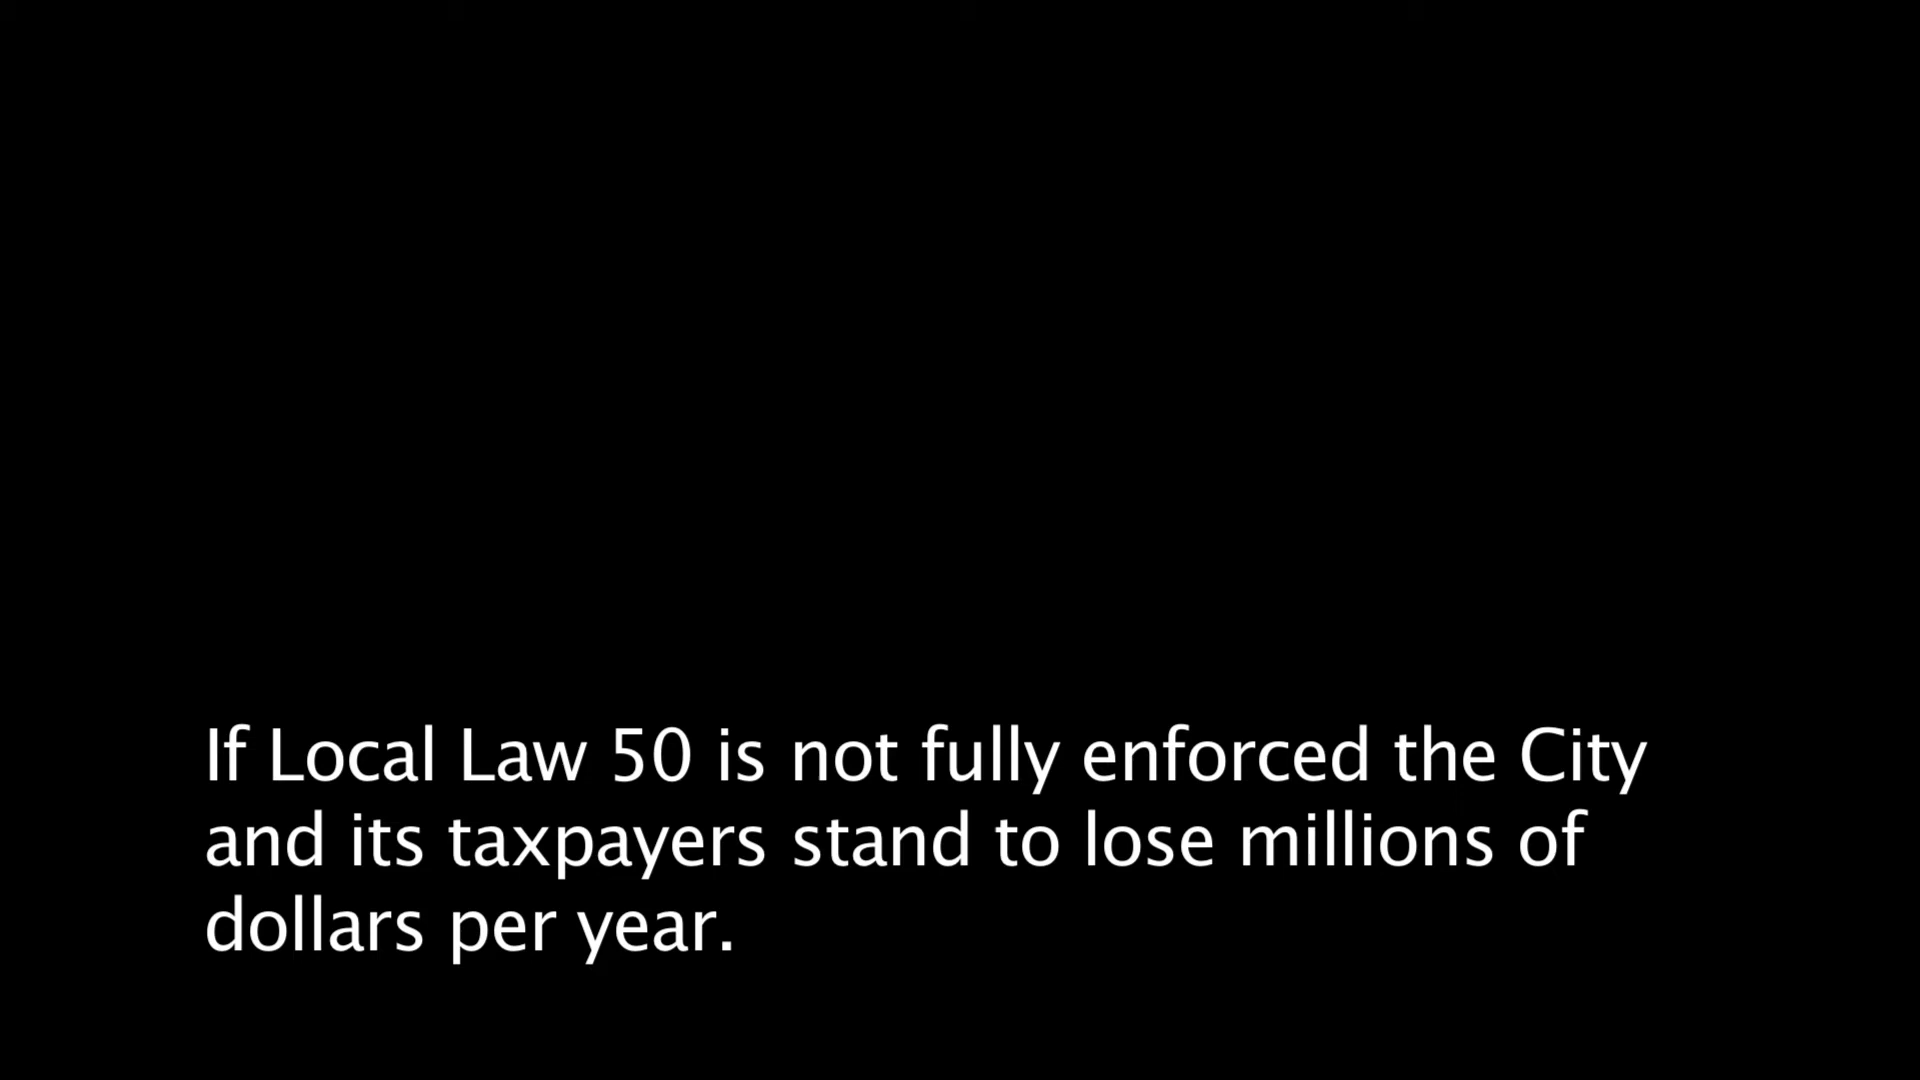 If Local Law 50 is not fully enforced the City
and its taxpayers stand to lose millions of
dollars per year.